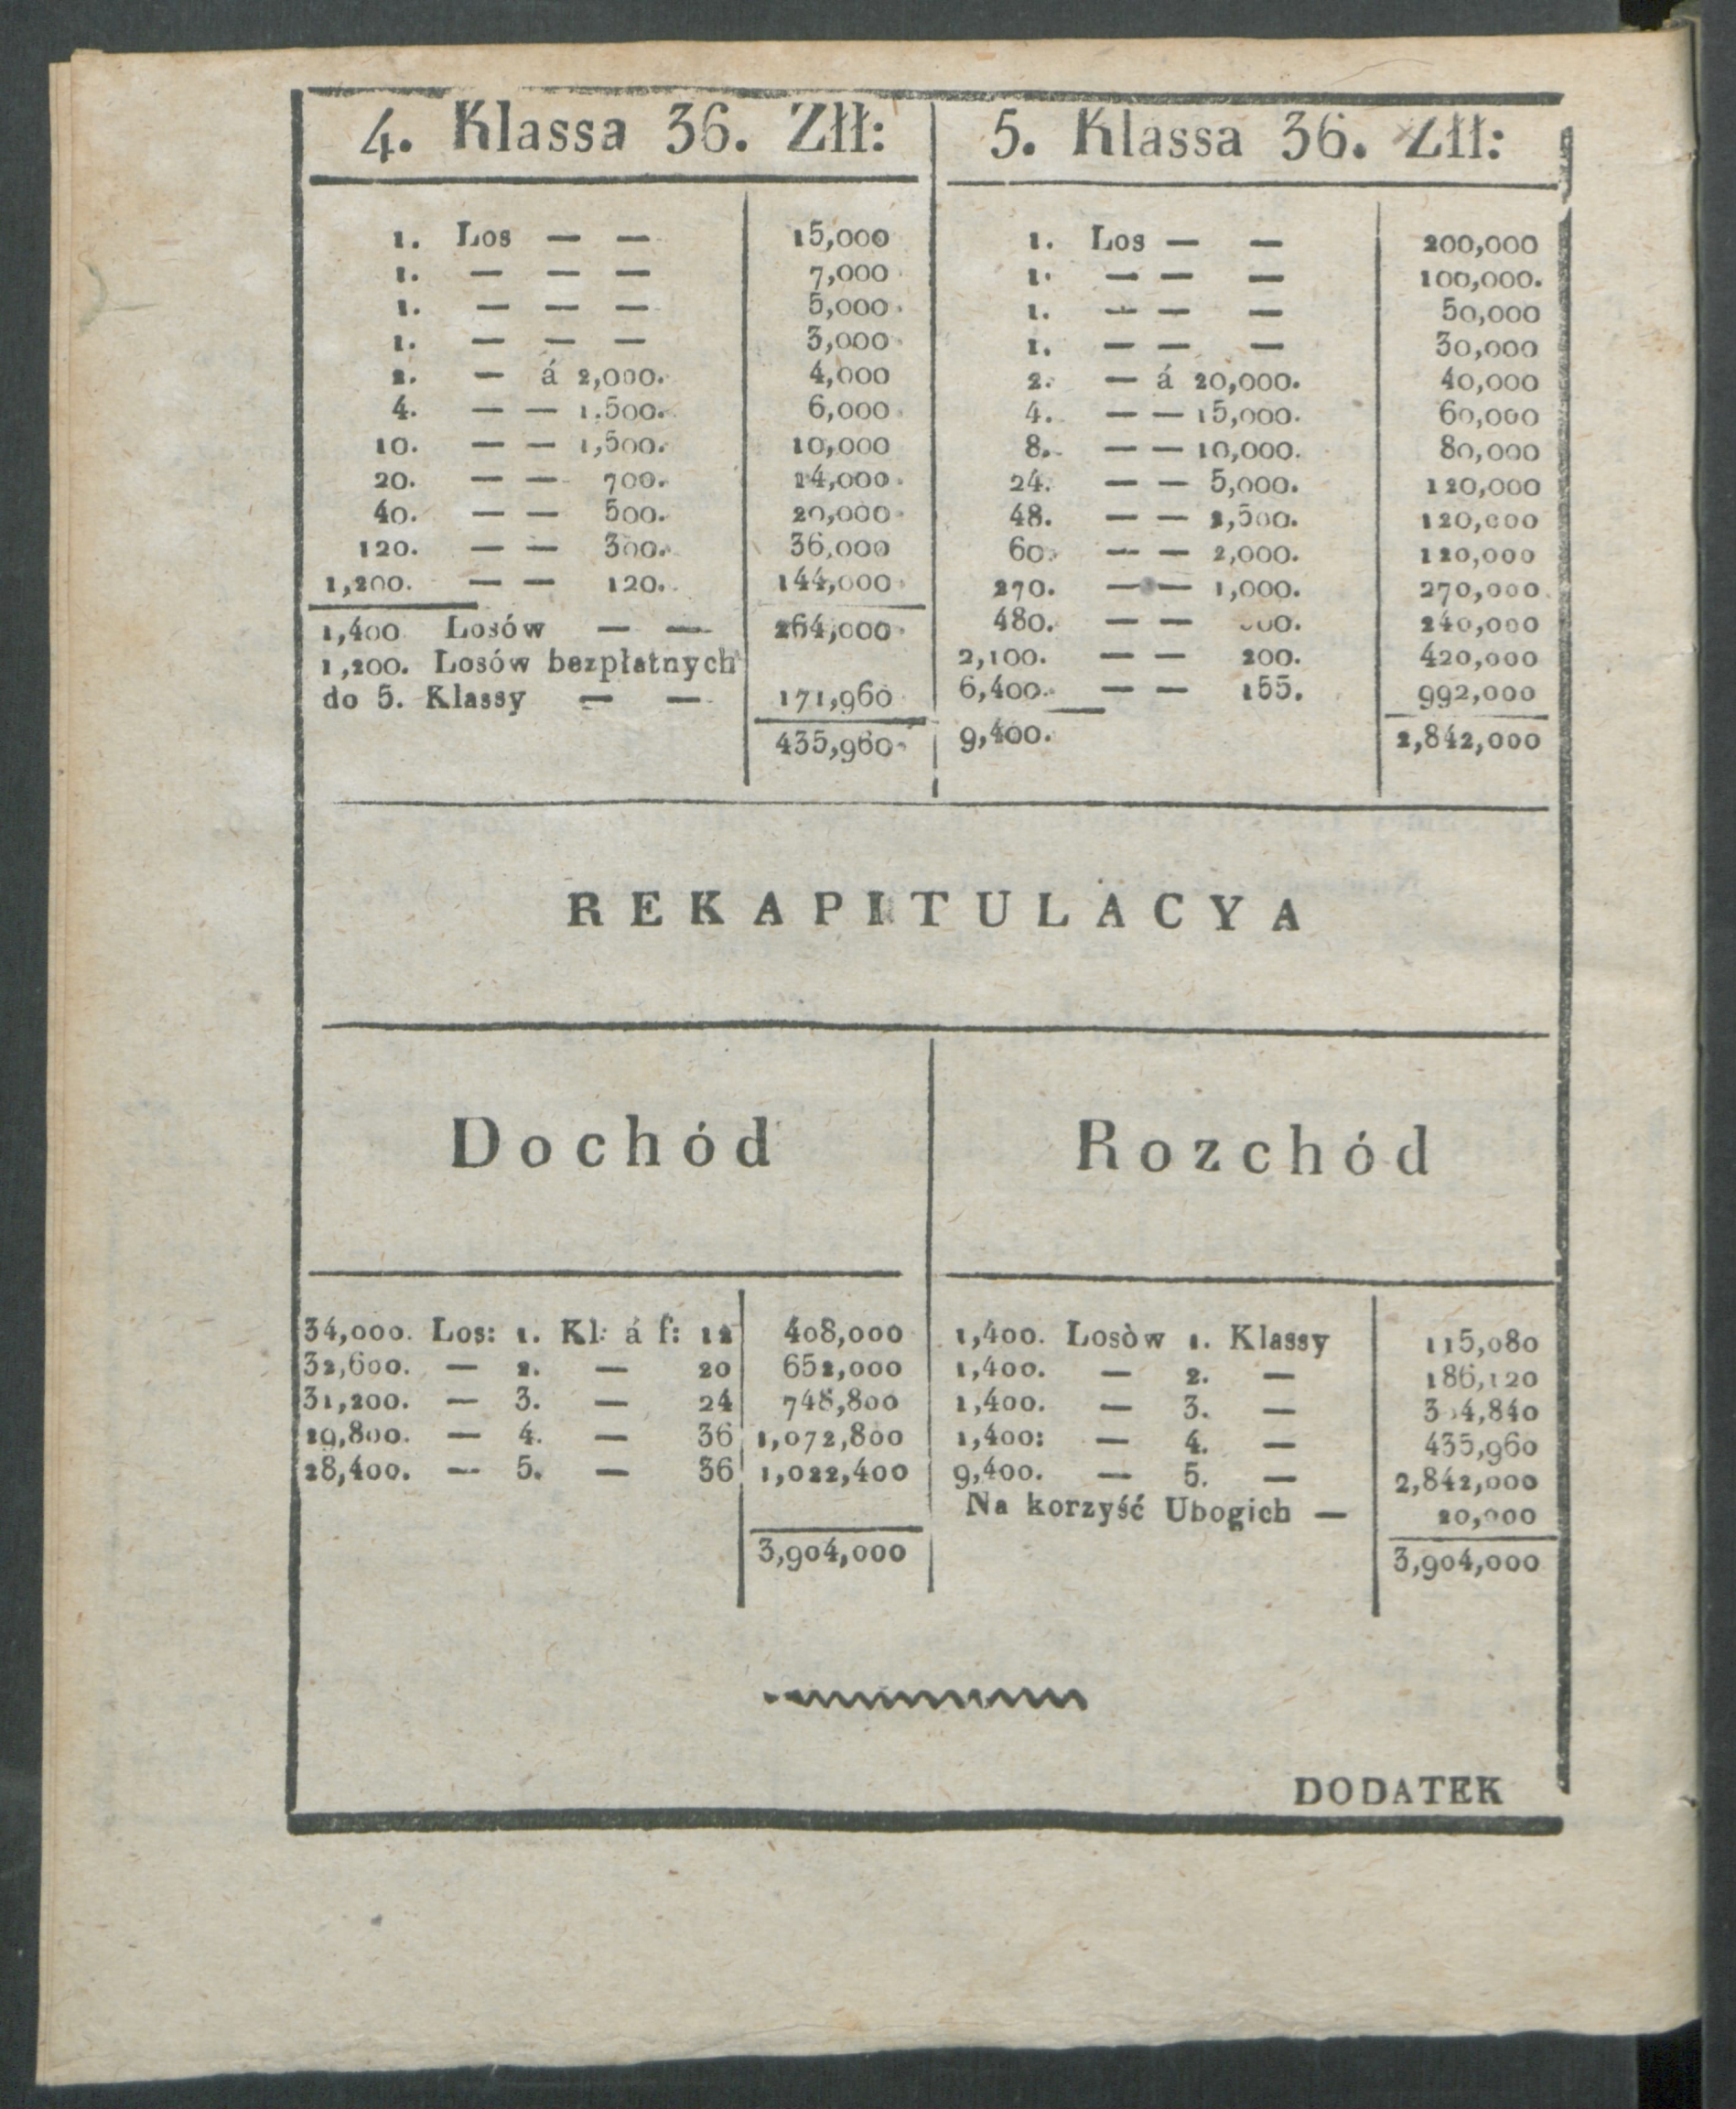 4. Klassa 36. Złł:
1. Los — — 15,000
1. — — — 7,000
1. — — — 5,000
1. — — — 3,000
2. — á 2,000. 4,000
4. — — 1.500. 6,000
10. — — 1,500. 10,000
20. — — 700. 14,000
40. — — 500. 20,000
120. — — 300. 36,000
1,200. — — 120. 144,000
1,400 Losów — — 264,000
1,200. Losów bezpłatnych
do 5. Klassy — — 171,960
435,960
5. Klassa 36. Złł:
1. Los — — 200,000
1. — — — 100,000.
1. — — — 50,000
1. — — — 30,000
2. — á 20,000. 40,000
4. — — 15,000. 60,000
8. — — 10,000. 80,000
24. — — 5,000. 120,000
48. — — 2,500. 120,000
60. — — 2,000. 120,000
270. — — 1,000. 270,000
480. — — 240,000
2,100. — — 200. 420,000
6,400. — — 155. 992,000
9,400. 2,842,000
REKAPITULACYA
Dochód
34,000. Los: 1. Kl: á f: 12 408,000
32,600. — 2. — 20 652,000
31,200. — 3. — 24 748,800
29,800. — 4. — 36 1,072,800
28,400. — 5. — 36 1,022,400
3,904,000
Rozchód
1,400. Losòw 1. Klassy 115,080
1,400. — 2. — 186,120
1,400. — 3. —
1,400: — 4. — 435,960
9,400. — 5. — 2,842,000
Na korzyść Ubogich — 20,000
3,904,000
DODATEK